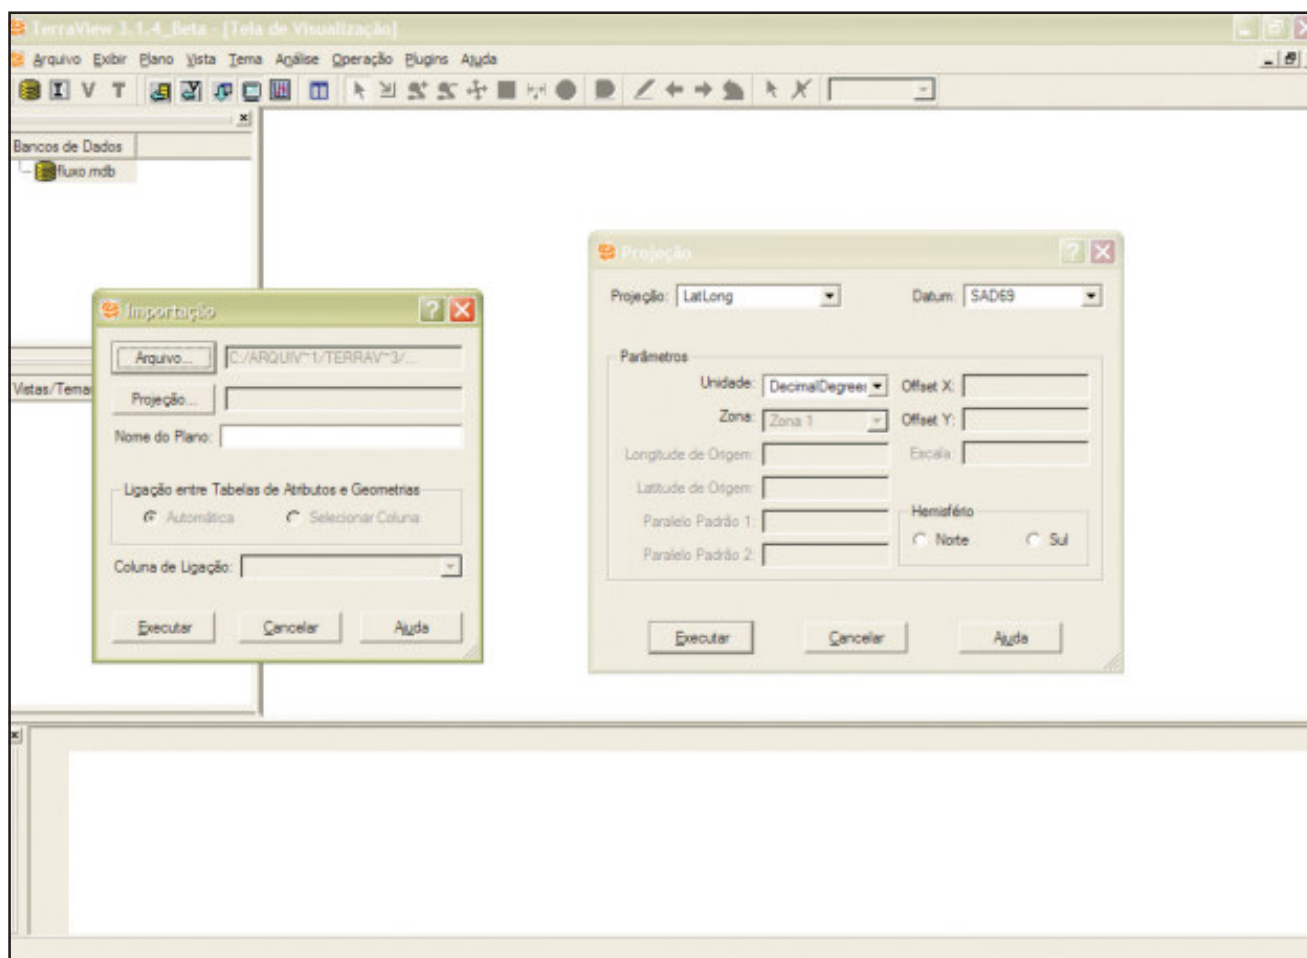 TerraView 3.1.4_Beta - [Tela de Visualização]
Arquivo Exibir Plano Vista Tema Análise Operação Plugins Ajuda
I V T
Bancos de Dados
fluxo.mdb
Vistas/Tema
Importação
Arquivo... C:/ARQUIV~1/TERRAV~3/...
Projeção...
Nome do Plano:
Ligação entre Tabelas de Atributos e Geometrias
Automática Selecionar Coluna
Coluna de Ligação:
Executar Cancelar Ajuda
Projeção
Projeção: LatLong Datum: SAD69
Parâmetros
Unidade: DecimalDegree Offset X:
Zona: Zona 1 Offset Y:
Longitude de Origem: Escala:
Latitude de Origem:
Hemisfério
Paralelo Padrão 1:
Norte Sul
Paralelo Padrão 2:
Executar Cancelar Ajuda